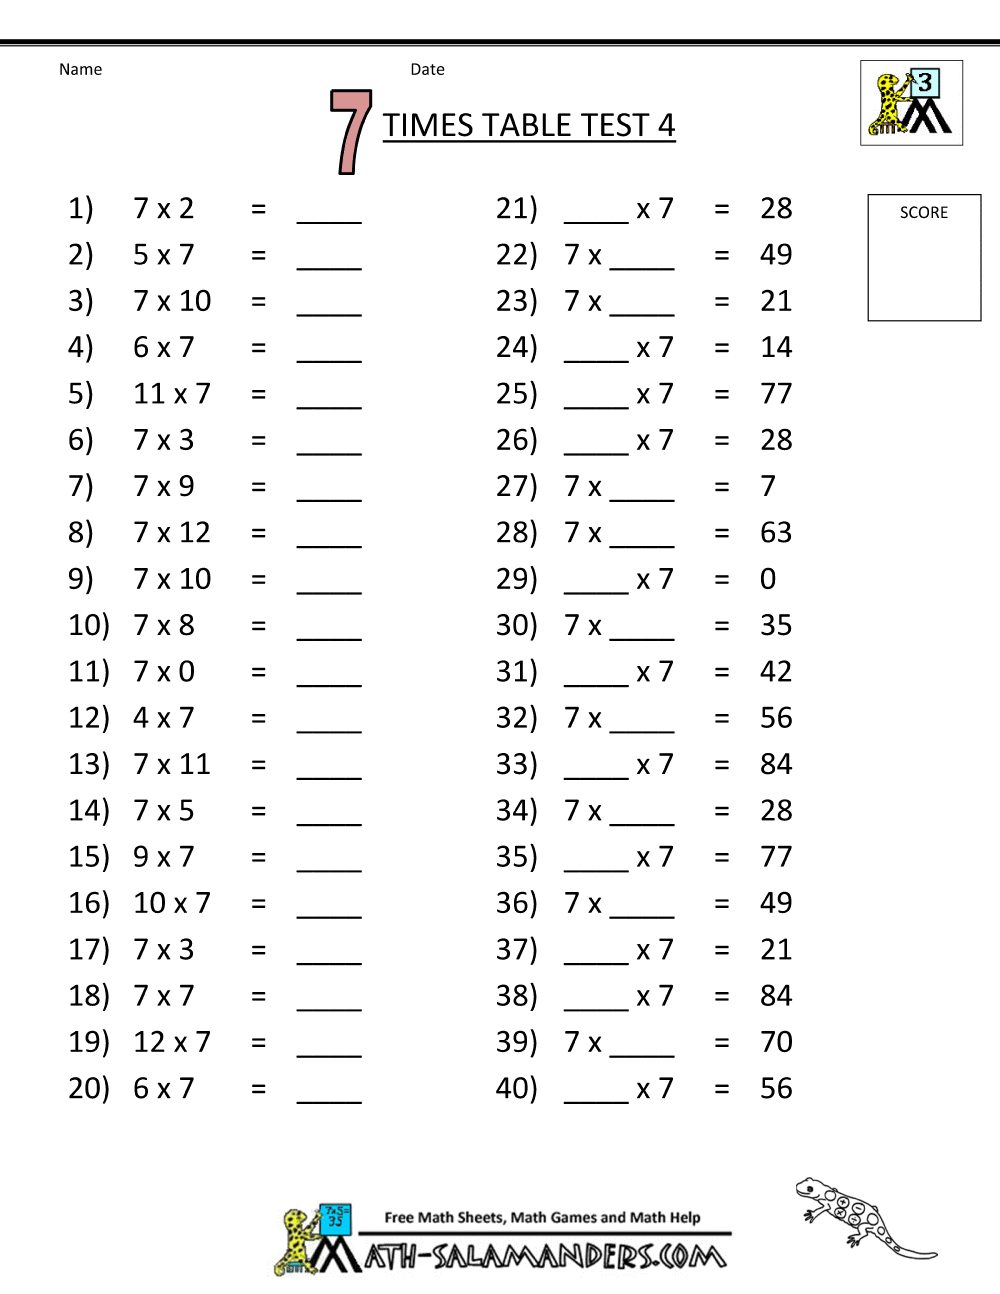 Name Date
3
7 TIMES TABLE TEST 4
SCORE
1) 7 x 2 = ____ 21) ____ x 7 = 28
2) 5 x 7 = ____ 22) 7 x ____ = 49
3) 7 x 10 = ____ 23) 7 x ____ = 21
4) 6 x 7 = ____ 24) ____ x 7 = 14
5) 11 x 7 = ____ 25) ____ x 7 = 77
6) 7 x 3 = ____ 26) ____ x 7 = 28
7) 7 x 9 = ____ 27) 7 x ____ = 7
8) 7 x 12 = ____ 28) 7 x ____ = 63
9) 7 x 10 = ____ 29) ____ x 7 = 0
10) 7 x 8 = ____ 30) 7 x ____ = 35
11) 7 x 0 = ____ 31) ____ x 7 = 42
12) 4 x 7 = ____ 32) 7 x ____ = 56
13) 7 x 11 = ____ 33) ____ x 7 = 84
14) 7 x 5 = ____ 34) 7 x ____ = 28
15) 9 x 7 = ____ 35) ____ x 7 = 77
16) 10 x 7 = ____ 36) 7 x ____ = 49
17) 7 x 3 = ____ 37) ____ x 7 = 21
18) 7 x 7 = ____ 38) ____ x 7 = 84
19) 12 x 7 = ____ 39) 7 x ____ = 70
20) 6 x 7 = ____ 40) ____ x 7 = 56
7x5=
35
Free Math Sheets, Math Games and Math Help
MATH-SALAMANDERS.COM